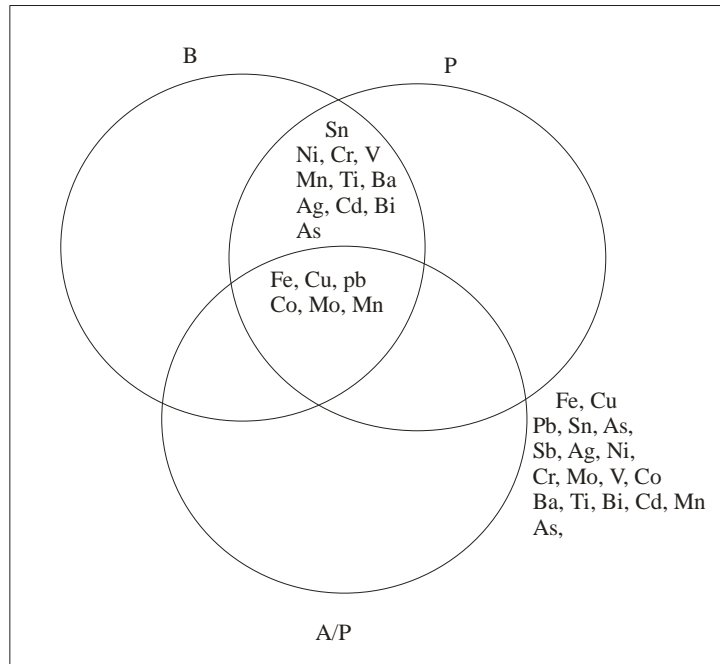 B
P
Sn
Ni, Cr, V
Mn, Ti, Ba
Ag, Cd, Bi
As
Fe, Cu, pb
Co, Mo, Mn
Fe, Cu
Pb, Sn, As,
Sb, Ag, Ni,
Cr, Mo, V, Co
Ba, Ti, Bi, Cd, Mn
As,
A/P